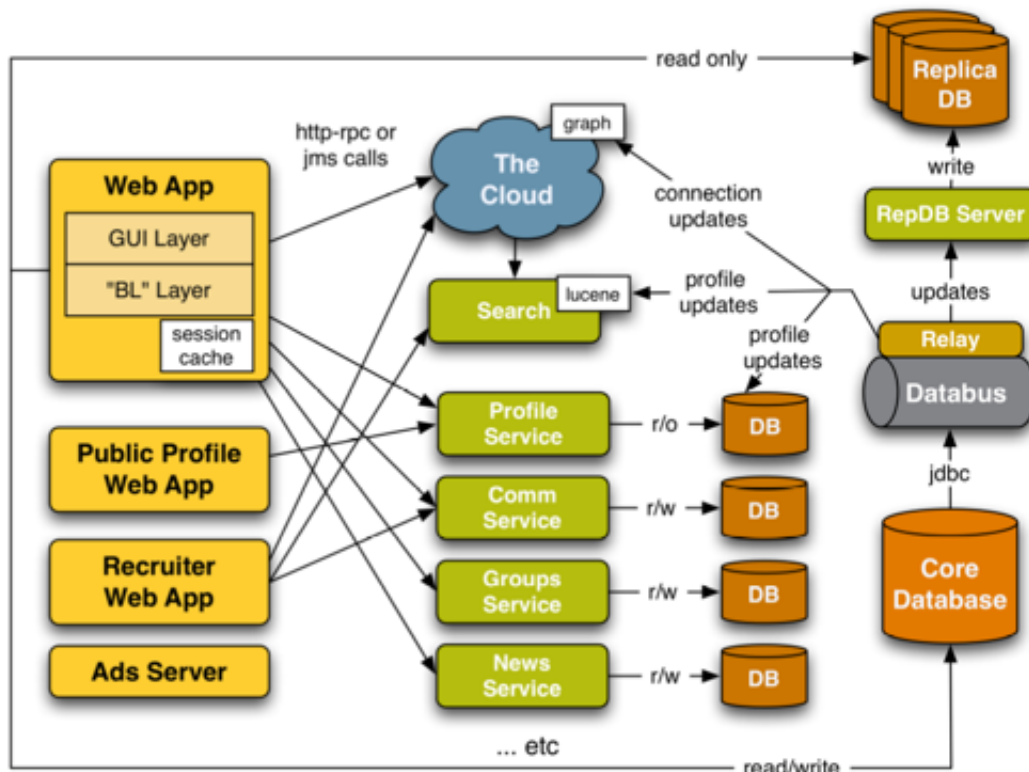 read only
Replica
DB
http-rpc or
jms calls
graph
The
Cloud
write
Web App
GUI Layer
"BL" Layer
session
cache
connection
updates
RepDB Server
Search
lucene
profile
updates
updates
profile
updates
Relay
Databus
Public Profile
Web App
Profile
Service
r/o
DB
jdbc
Comm
Service
r/w
DB
Recruiter
Web App
Groups
Service
r/w
DB
Core
Database
Ads Server
News
Service
r/w
DB
... etc
read/write